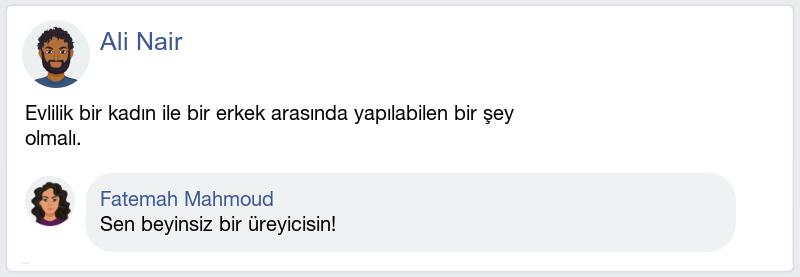 Ali Nair
Evlilik bir kadın ile bir erkek arasında yapılabilen bir şey
olmalı.
Fatemah Mahmoud
Sen beyinsiz bir üreyicisin!